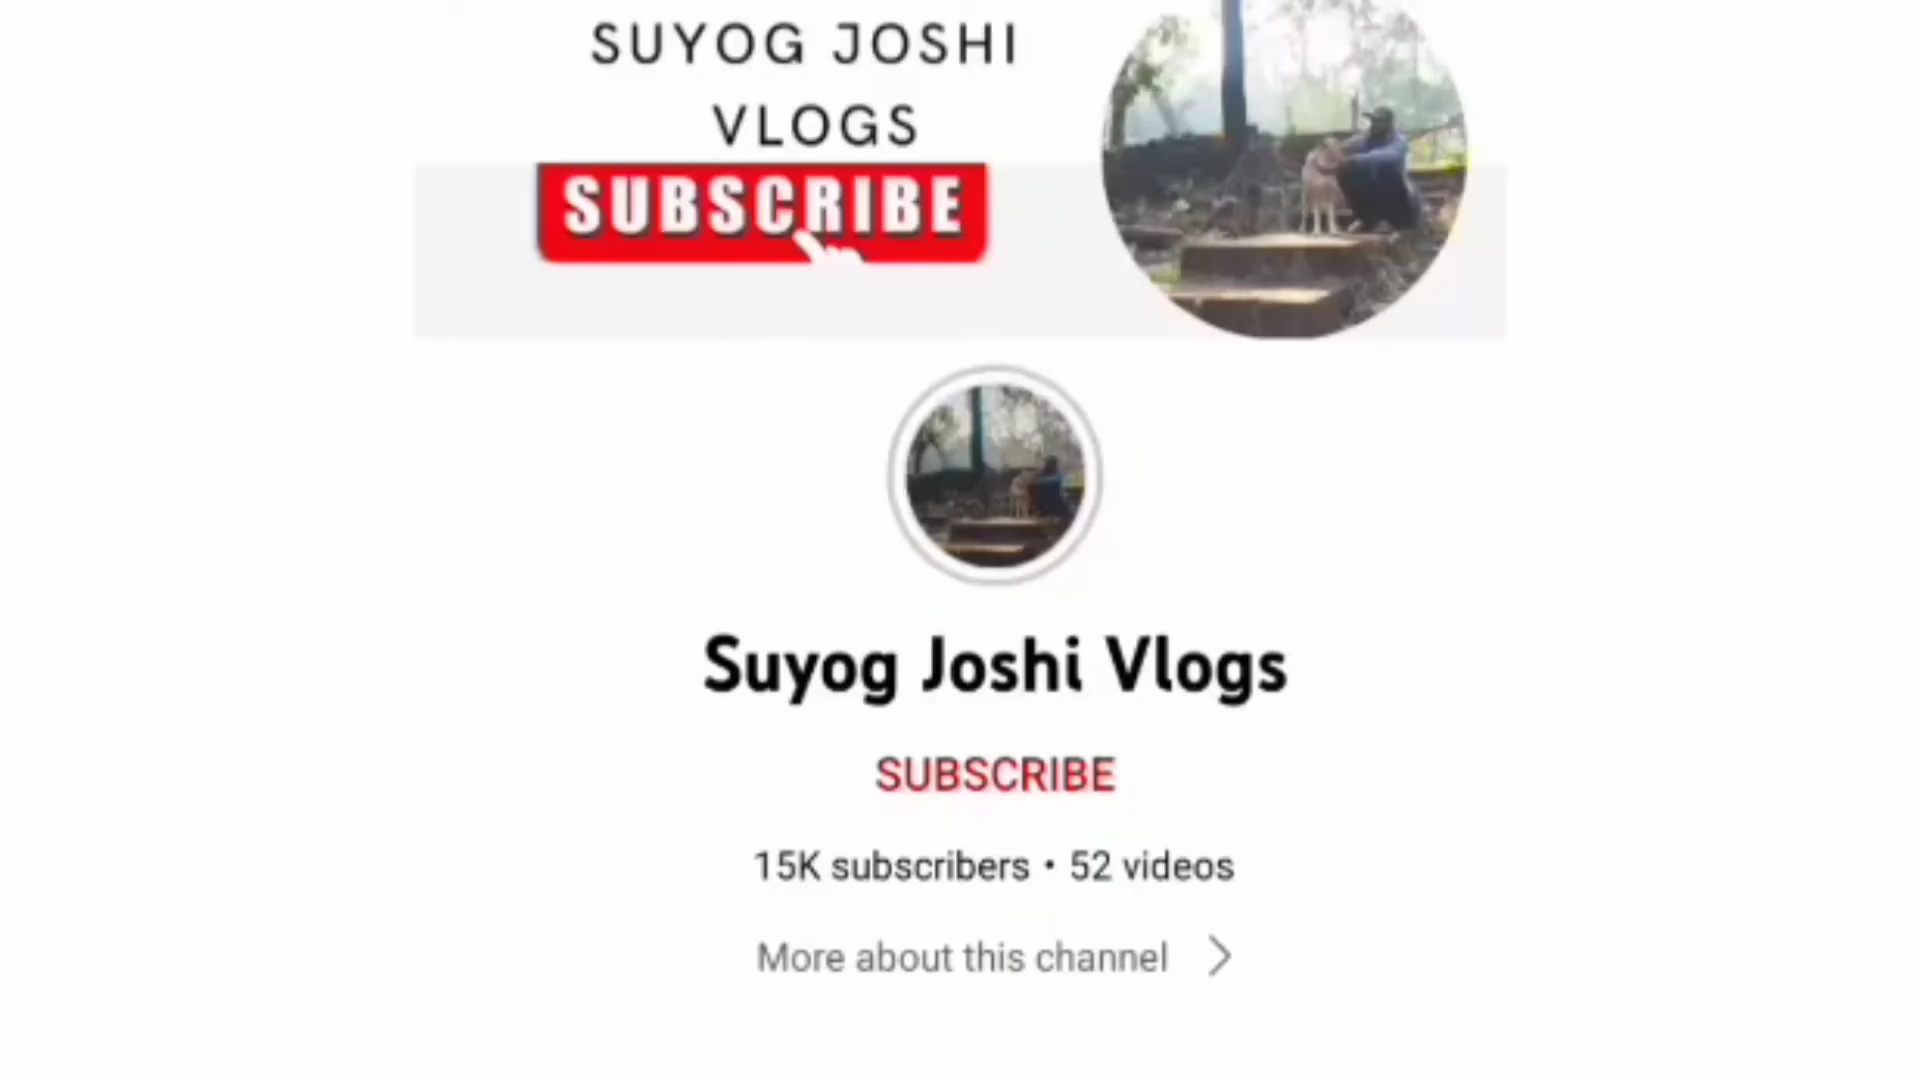 SUYOG JOSHI
VLOGS
SUBSCRIBE
Suyog Joshi Vlogs
SUBSCRIBE
15K subscribers • 52 videos
More about this channel >